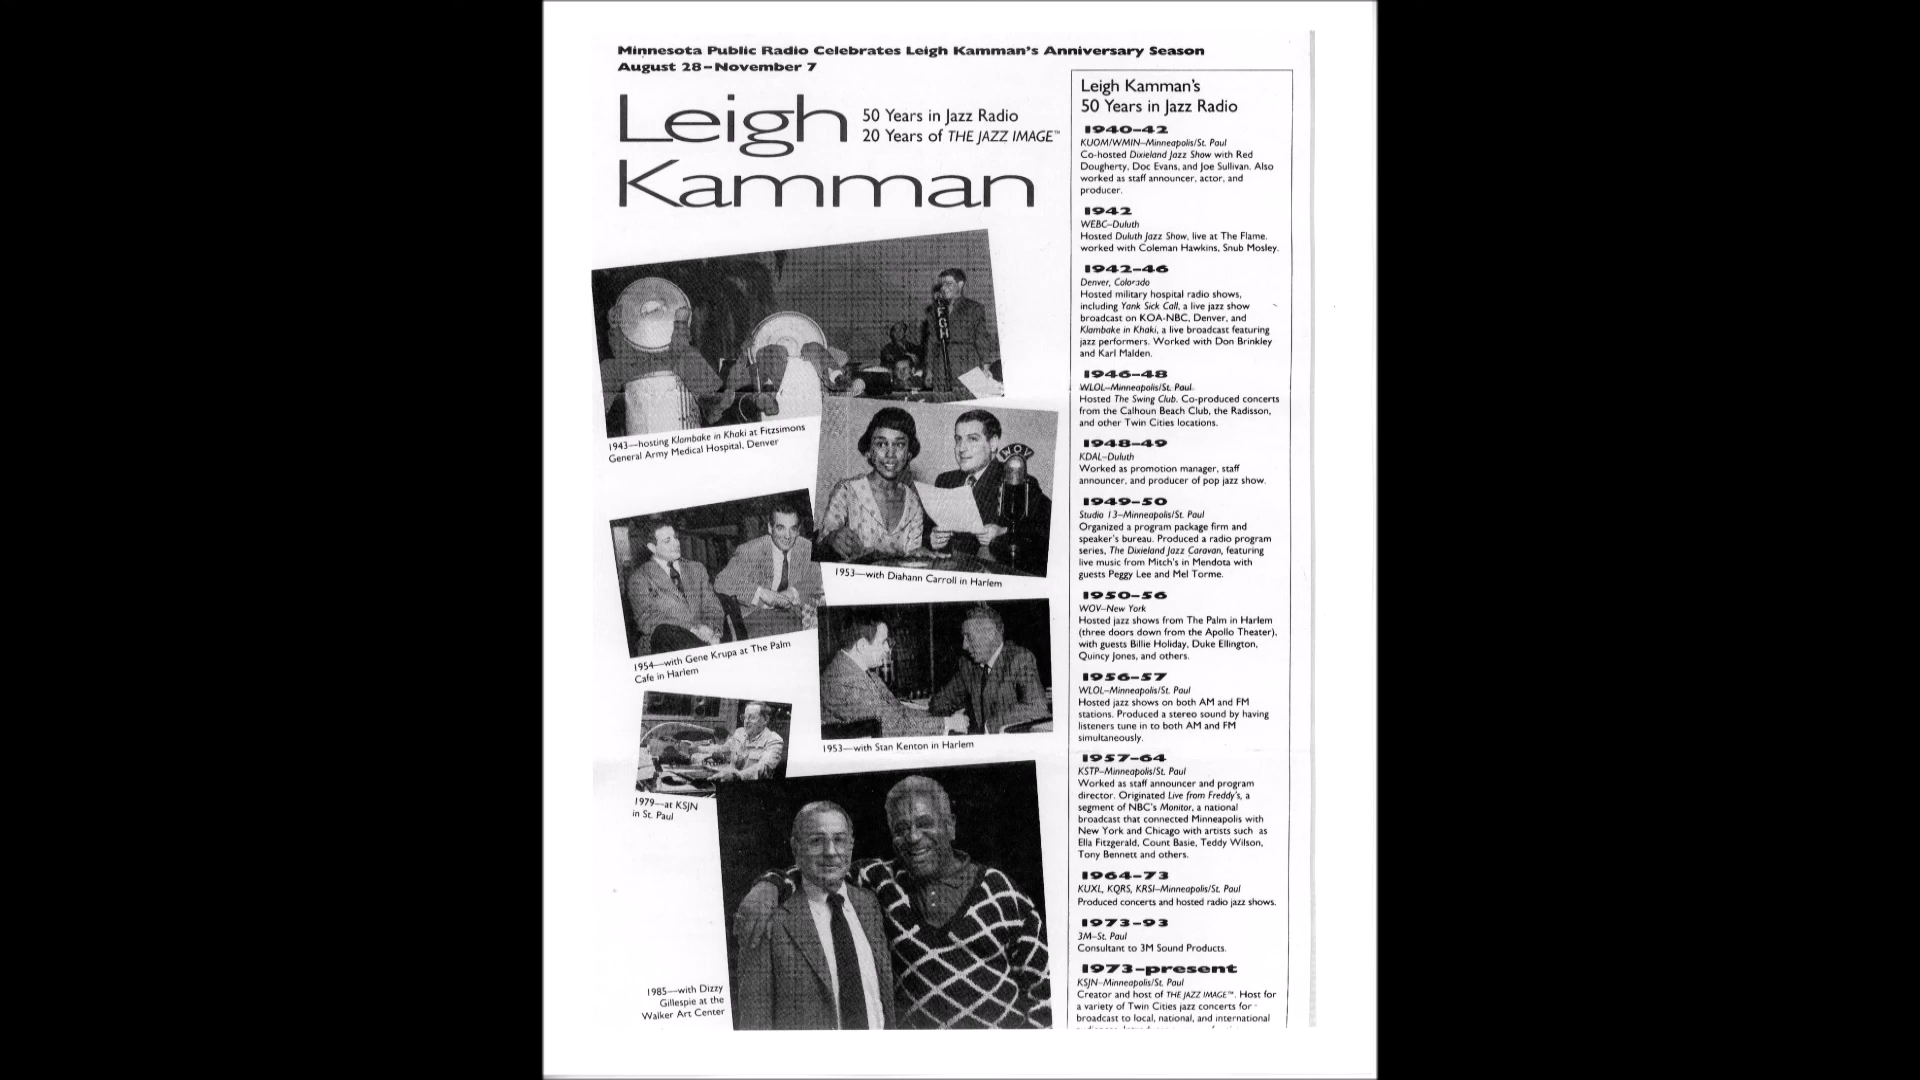 Minnesota Public Radio Celebrates Leigh Kamman's Anniversary Season
August 28–November 7
Leigh
Kamman
50 Years in Jazz Radio
20 Years of THE JAZZ IMAGE™
FGH
1943—hosting Klambake in Khaki at Fitzsimons
General Army Medical Hospital, Denver
WOV
1953—with Diahann Carroll in Harlem
1954—with Gene Krupa at The Palm
Cafe in Harlem
1953—with Stan Kenton in Harlem
1979—at KSJN
in St. Paul
1985—with Dizzy
Gillespie at the
Walker Art Center
Leigh Kamman's
50 Years in Jazz Radio
1940–42
KUOM/WMIN–Minneapolis/St. Paul
Co-hosted Dixieland Jazz Show with Red
Dougherty, Doc Evans, and Joe Sullivan. Also
worked as staff announcer, actor, and
producer.
1942
WEBC–Duluth
Hosted Duluth Jazz Show, live at The Flame.
worked with Coleman Hawkins, Snub Mosley.
1942–46
Denver, Colorado
Hosted military hospital radio shows,
including Yank Sick Call, a live jazz show
broadcast on KOA-NBC, Denver, and
Klambake in Khaki, a live broadcast featuring
jazz performers. Worked with Don Brinkley
and Karl Malden.
1946–48
WLOL–Minneapolis/St. Paul
Hosted The Swing Club. Co-produced concerts
from the Calhoun Beach Club, the Radisson,
and other Twin Cities locations.
1948–49
KDAL–Duluth
Worked as promotion manager, staff
announcer, and producer of pop jazz show.
1949–50
Studio 13–Minneapolis/St. Paul
Organized a program package firm and
speaker's bureau. Produced a radio program
series, The Dixieland Jazz Caravan, featuring
live music from Mitch's in Mendota with
guests Peggy Lee and Mel Torme.
1950–56
WOV–New York
Hosted jazz shows from The Palm in Harlem
(three doors down from the Apollo Theater),
with guests Billie Holiday, Duke Ellington,
Quincy Jones, and others.
1956–57
WLOL–Minneapolis/St. Paul
Hosted jazz shows on both AM and FM
stations. Produced a stereo sound by having
listeners tune in to both AM and FM
simultaneously.
1957–64
KSTP–Minneapolis/St. Paul
Worked as staff announcer and program
director. Originated Live from Freddy's, a
segment of NBC's Monitor, a national
broadcast that connected Minneapolis with
New York and Chicago with artists such as
Ella Fitzgerald, Count Basie, Teddy Wilson,
Tony Bennett and others.
1964–73
KUXL, KQRS, KRSI–Minneapolis/St. Paul
Produced concerts and hosted radio jazz shows.
1973–93
3M–St. Paul
Consultant to 3M Sound Products.
1973–present
KSJN–Minneapolis/St. Paul
Creator and host of THE JAZZ IMAGE™. Host for
a variety of Twin Cities jazz concerts for
broadcast to local, national, and international